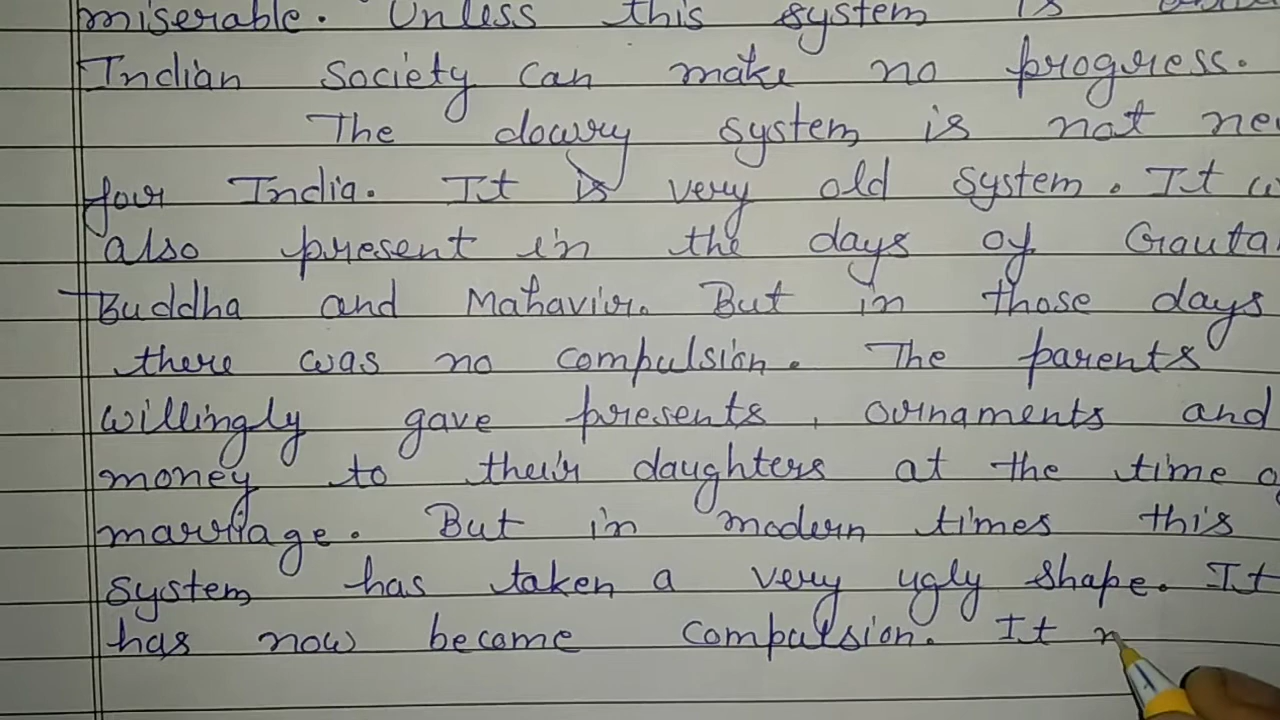 miserable. Unless this system is
Indian society can make no progress.
The dowry system is not
for India. It is very old system. It
also present in the days of
Buddha and Mahavir. But in those days
there was no compulsion. The parents
willingly gave presents, ornaments and
money to their daughters at the time
marriage. But in modern times this
system has taken a very ugly shape. It
has now become compulsion. It